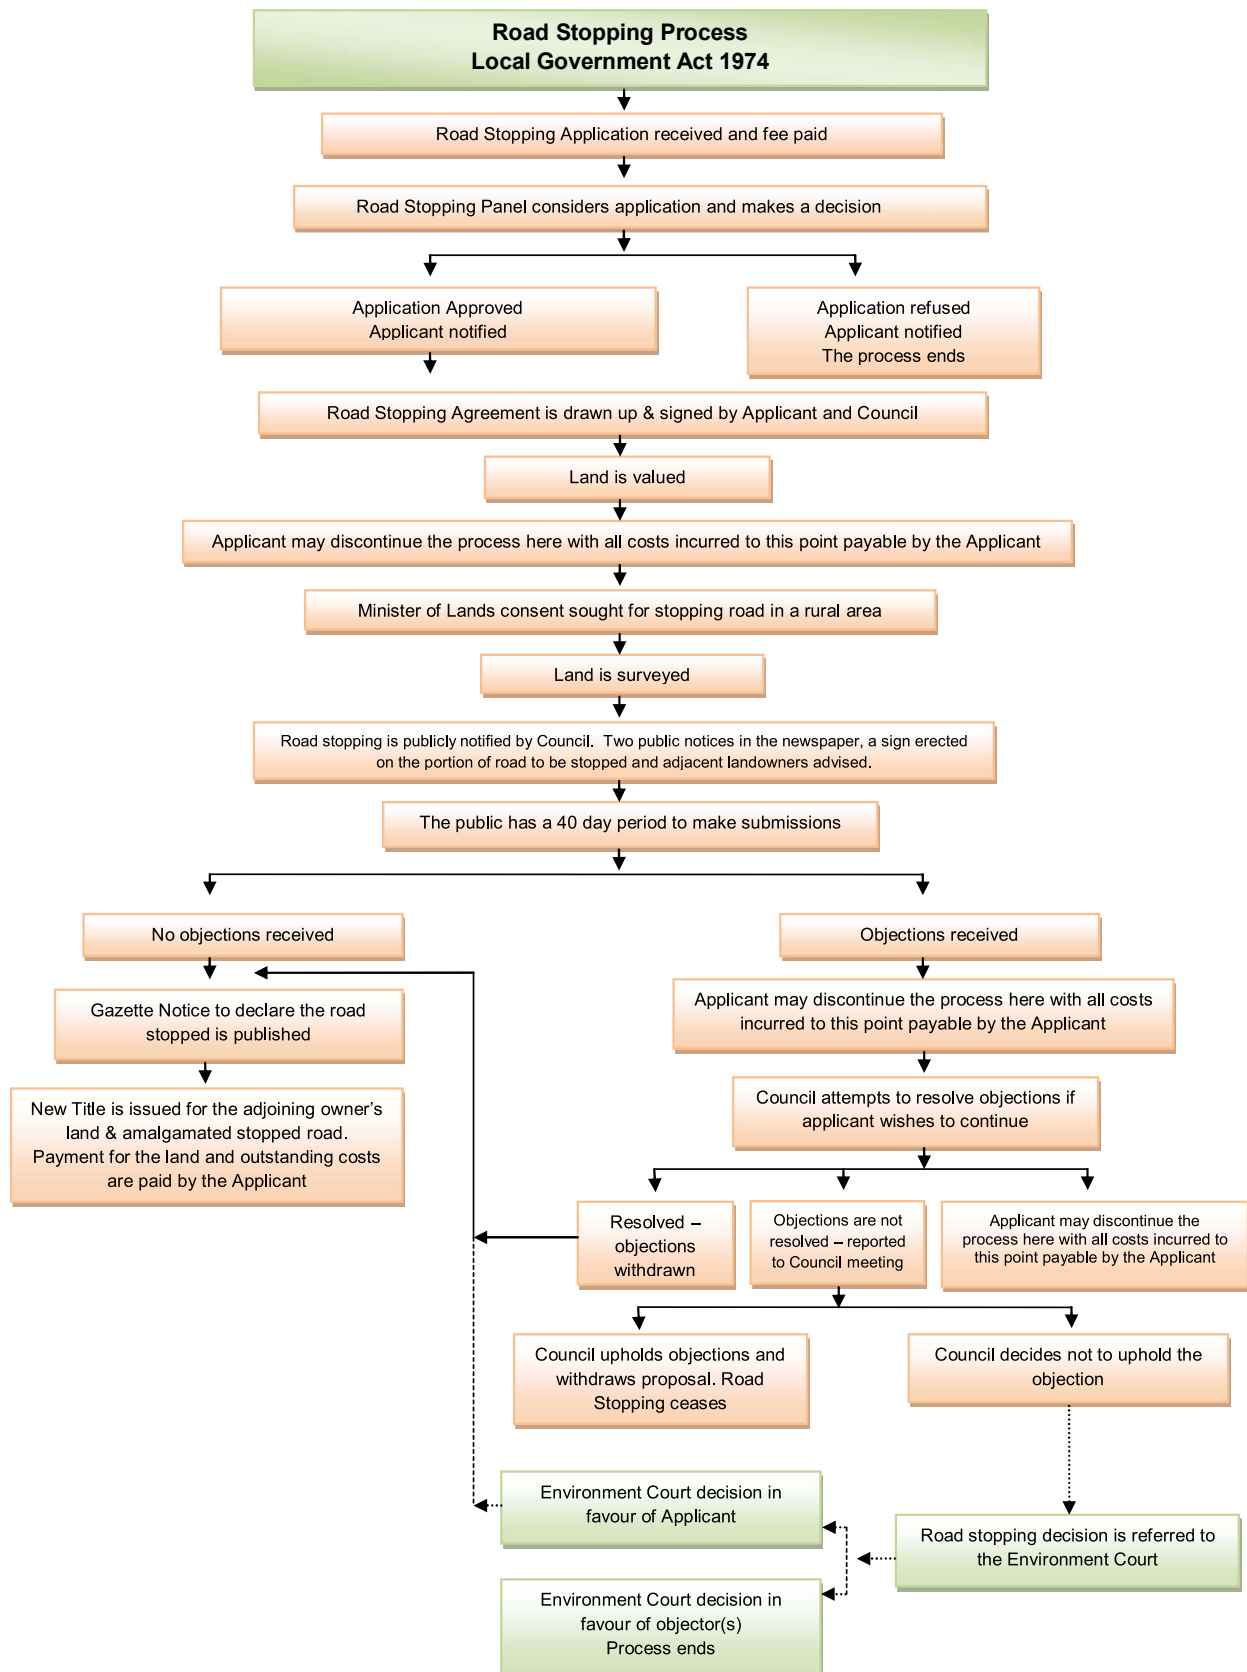 Road Stopping Process
Local Government Act 1974
Road Stopping Application received and fee paid
Road Stopping Panel considers application and makes a decision
Application Approved
Applicant notified
Application refused
Applicant notified
The process ends
Road Stopping Agreement is drawn up & signed by Applicant and Council
Land is valued
Applicant may discontinue the process here with all costs incurred to this point payable by the Applicant
Minister of Lands consent sought for stopping road in a rural area
Land is surveyed
Road stopping is publicly notified by Council.  Two public notices in the newspaper, a sign erected
on the portion of road to be stopped and adjacent landowners advised.
The public has a 40 day period to make submissions
No objections received
Objections received
Gazette Notice to declare the road
stopped is published
Applicant may discontinue the process here with all costs
incurred to this point payable by the Applicant
New Title is issued for the adjoining owner's
land & amalgamated stopped road.
Payment for the land and outstanding costs
are paid by the Applicant
Council attempts to resolve objections if
applicant wishes to continue
Resolved –
objections
withdrawn
Objections are not
resolved – reported
to Council meeting
Applicant may discontinue the
process here with all costs incurred to
this point payable by the Applicant
Council upholds objections and
withdraws proposal. Road
Stopping ceases
Council decides not to uphold the
objection
Environment Court decision in
favour of Applicant
Road stopping decision is referred to
the Environment Court
Environment Court decision in
favour of objector(s)
Process ends